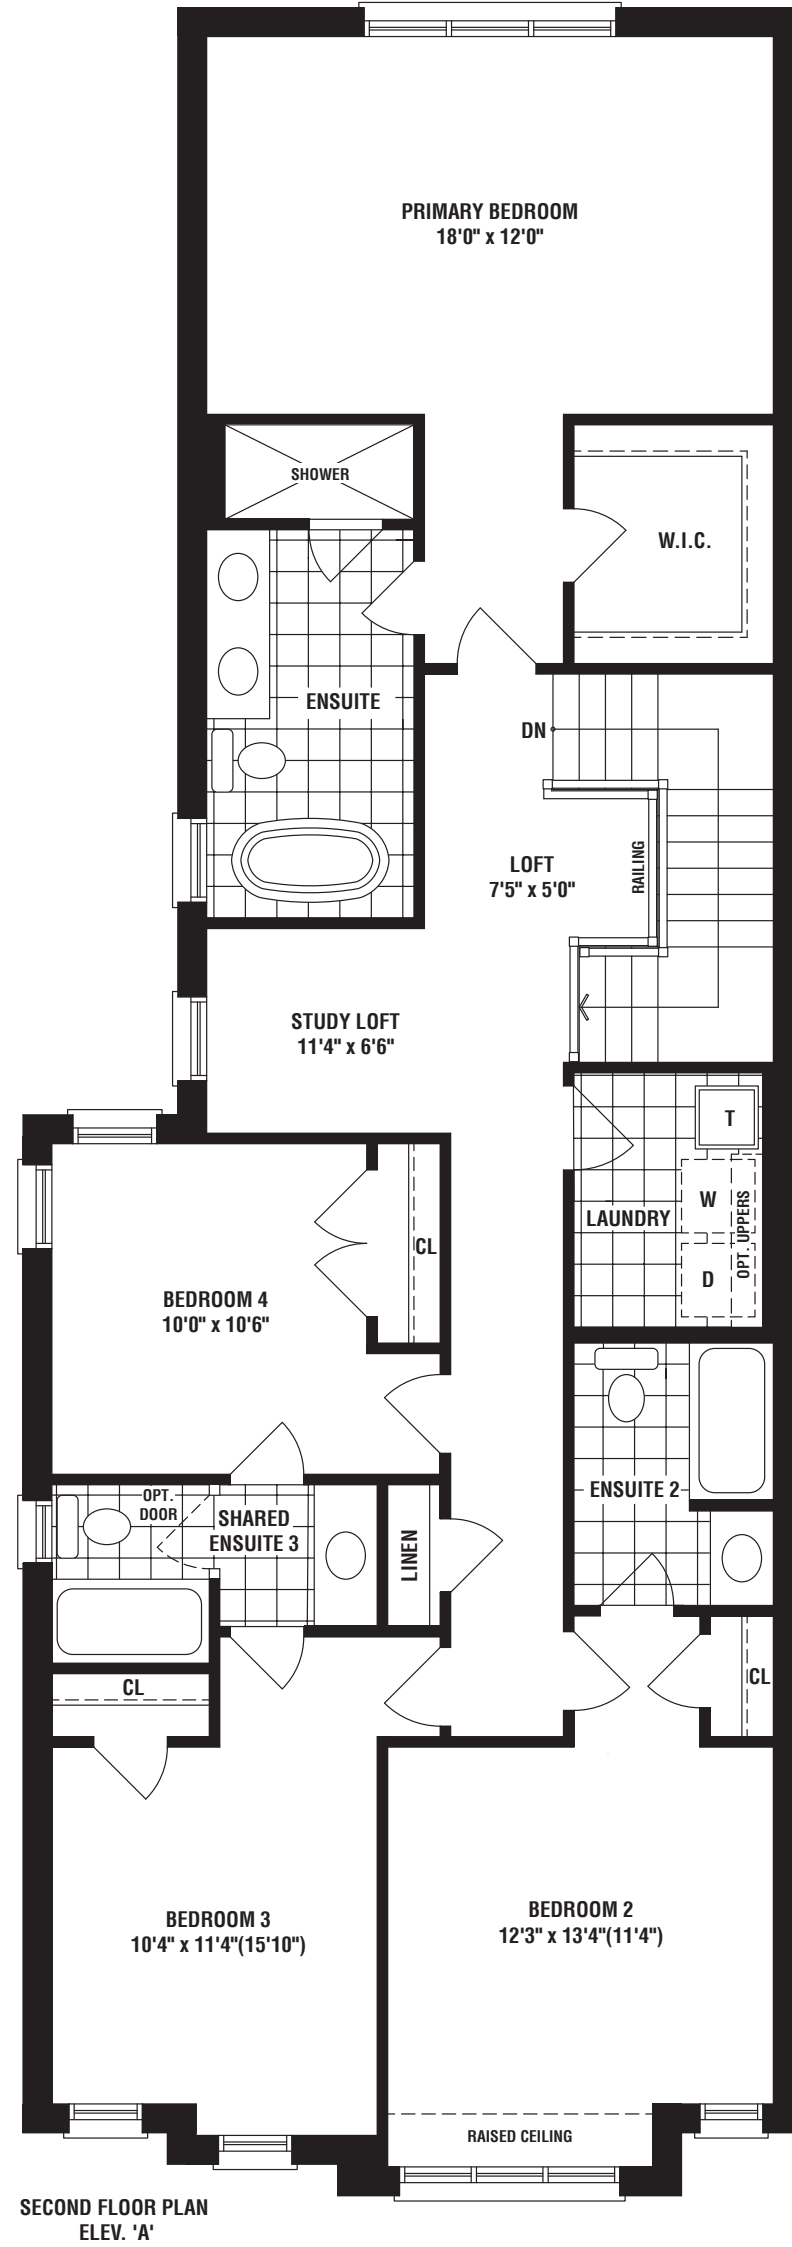 PRIMARY BEDROOM
18'0" x 12'0"
SHOWER
W.I.C.
ENSUITE
DN
LOFT
7'5" x 5'0"
RAILING
STUDY LOFT
11'4" x 6'6"
T
W
LAUNDRY
OPT. UPPERS
D
CL
BEDROOM 4
10'0" x 10'6"
ENSUITE 2
OPT.
DOOR
SHARED
ENSUITE 3
LINEN
CL
CL
BEDROOM 3
10'4" x 11'4"(15'10")
BEDROOM 2
12'3" x 13'4"(11'4")
RAISED CEILING
SECOND FLOOR PLAN
ELEV. 'A'